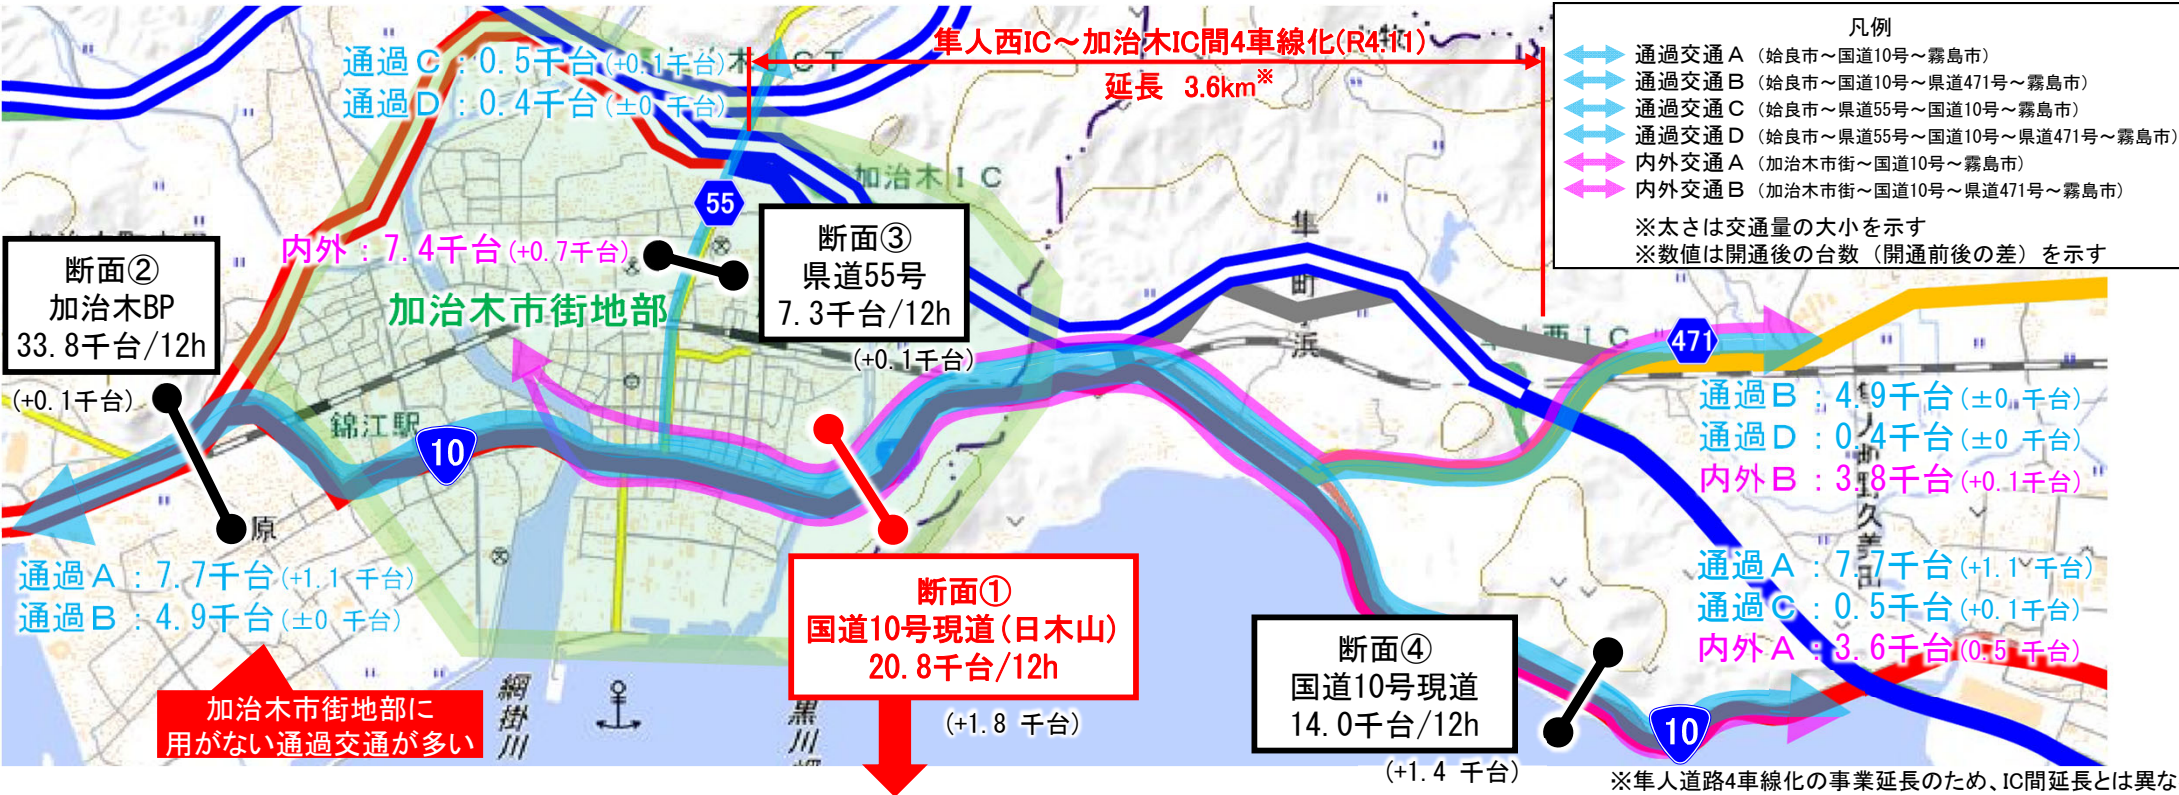 通過C：0.5千台(+0.1千台)
通過D：0.4千台(±0 千台)
隼人西IC～加治木IC間4車線化(R4.11)
延長 3.6km※
凡例
通過交通A（姶良市～国道10号～霧島市）
通過交通B（姶良市～国道10号～県道471号～霧島市）
通過交通C（姶良市～県道55号～国道10号～霧島市）
通過交通D（姶良市～県道55号～国道10号～県道471号～霧島市）
内外交通A（加治木市街～国道10号～霧島市）
内外交通B（加治木市街～国道10号～県道471号～霧島市）
※太さは交通量の大小を示す
※数値は開通後の台数（開通前後の差）を示す
加治木IC
55
内外：7.4千台(+0.7千台)
加治木市街地部
断面②
加治木BP
33.8千台/12h
(+0.1千台)
断面③
県道55号
7.3千台/12h
(+0.1千台)
隼
町
浜
西IC
471
錦江駅
10
原
通過B：4.9千台(±0 千台)
通過D：0.4千台(±0 千台)
内外B：3.8千台(+0.1千台)
通過A：7.7千台(+1.1 千台)
通過B：4.9千台(±0 千台)
通過A：7.7千台(+1.1千台)
通過C：0.5千台(+0.1千台)
内外A：3.6千台(0.5 千台)
断面①
国道10号現道(日木山)
20.8千台/12h
(+1.8 千台)
断面④
国道10号現道
14.0千台/12h
(+1.4 千台)
10
加治木市街地部に
用がない通過交通が多い
網掛川
黒川
※隼人道路4車線化の事業延長のため、IC間延長とは異な